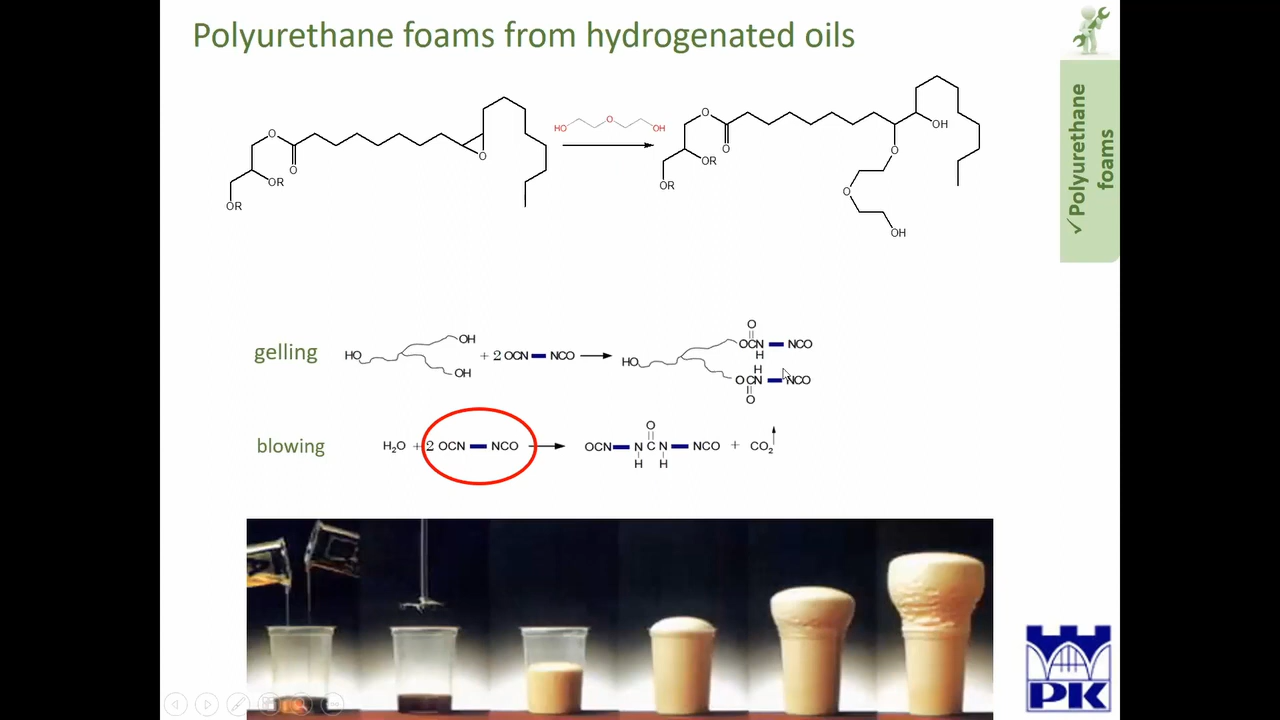 Polyurethane foams from hydrogenated oils
✓Polyurethane
foams
O
O
OR
OR
O
HO
O
OH
O
O
OR
OR
OH
O
O
OH
gelling
HO
OH
OH
+ 2 OCN NCO
HO
O
OCN
H
NCO
H
OCN
O
NCO
blowing
H₂O + 2 OCN NCO
O
OCN N C N NCO + CO₂
H H
PK